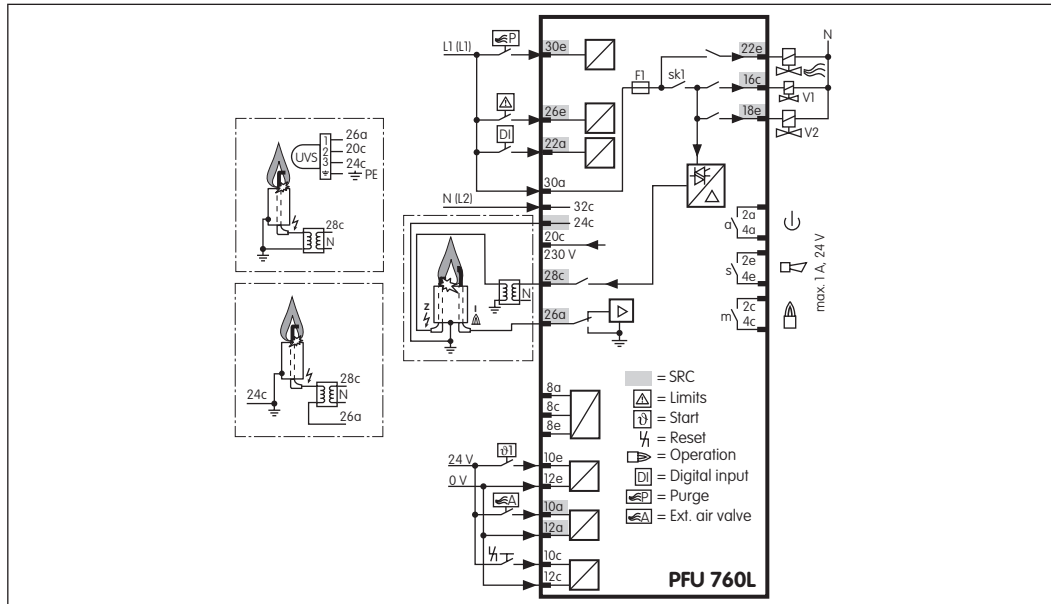 L1 (L1)
P
30e
26e
DI
22a
30a
N (L2)
32c
24c
20c
230 V
28c
26a
F1
sk1
N
22e
16c
V1
18e
V2
UVS
1
2
3
26a
20c
24c
PE
28c
N
24c
28c
N
26a
Z
I
N
a
2a
4a
s
2e
4e
m
2c
4c
max. 1 A, 24 V
8a
8c
8e
24 V
0 V
ϑ1
10e
12e
A
10a
12a
10c
12c
= SRC
= Limits
ϑ = Start
= Reset
= Operation
DI = Digital input
P = Purge
A = Ext. air valve
PFU 760L